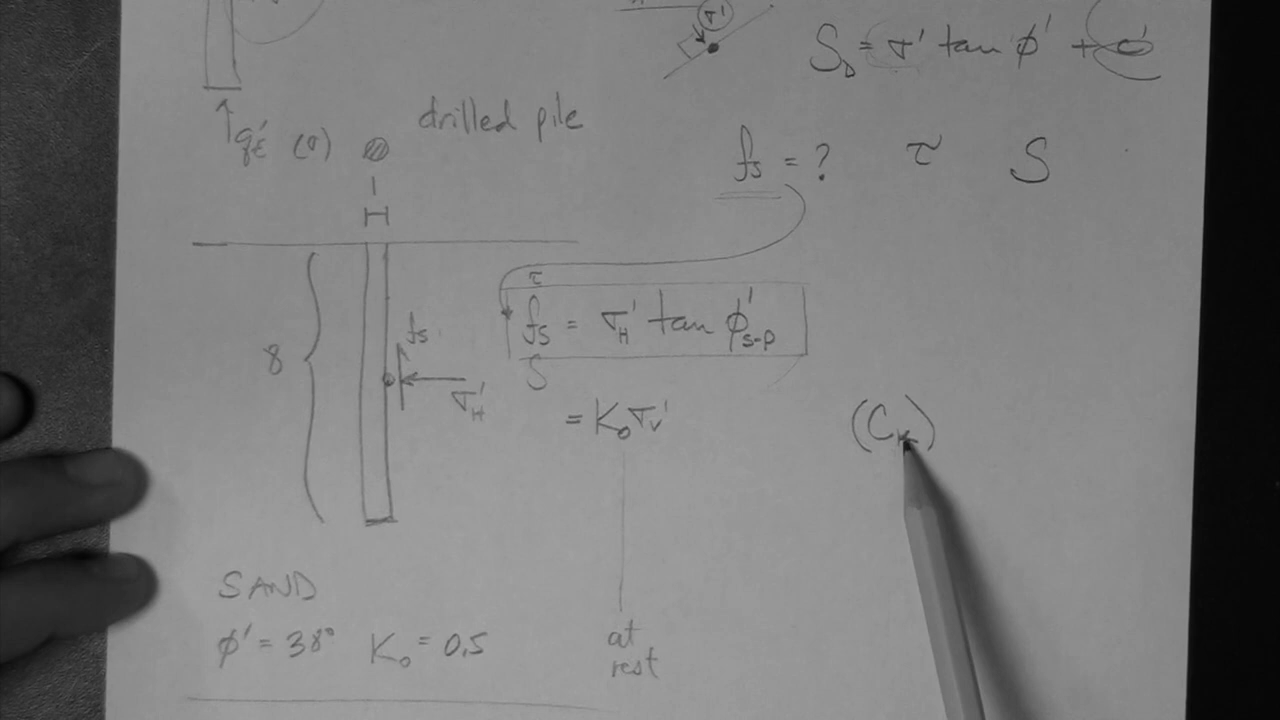 S_D = σ' tan φ' + c'
σ'
q'_t (σ)
drilled pile
f_s = ? τ S
τ
f_s = σ_H' tan φ'_s-p
S
f_s
8
σ_H'
= K_o σ_v'
(C_K)
SAND
φ' = 38° K_o = 0,5
at
rest